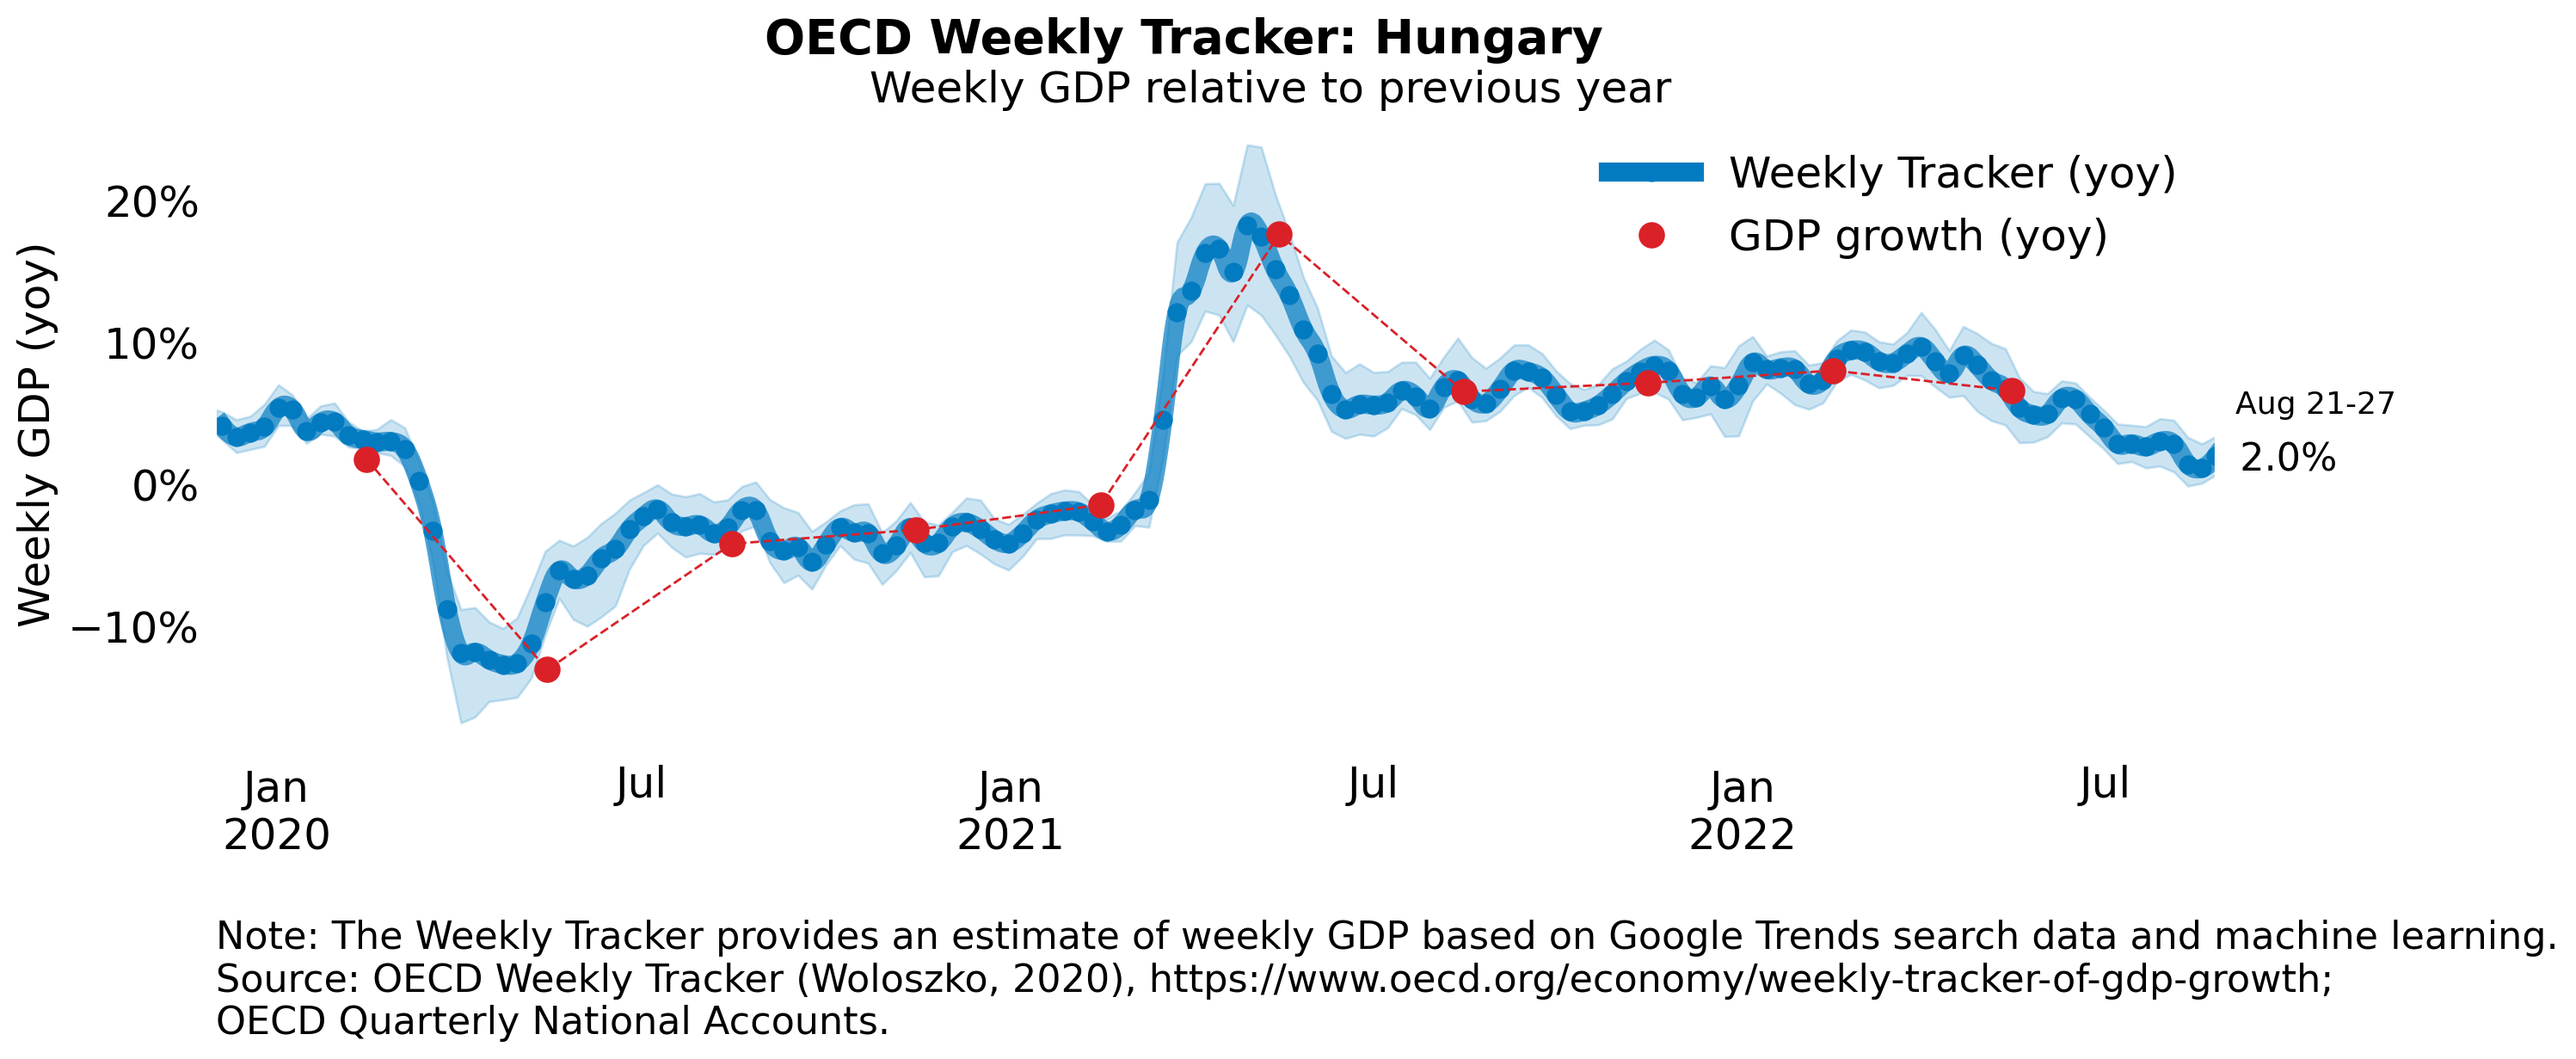 OECD Weekly Tracker: Hungary
Weekly GDP relative to previous year
Weekly Tracker (yoy)
GDP growth (yoy)
Weekly GDP (yoy)
20%
10%
0%
−10%
Aug 21-27
2.0%
Jan
2020
Jul
Jan
2021
Jul
Jan
2022
Jul
Note: The Weekly Tracker provides an estimate of weekly GDP based on Google Trends search data and machine learning.
Source: OECD Weekly Tracker (Woloszko, 2020), https://www.oecd.org/economy/weekly-tracker-of-gdp-growth;
OECD Quarterly National Accounts.